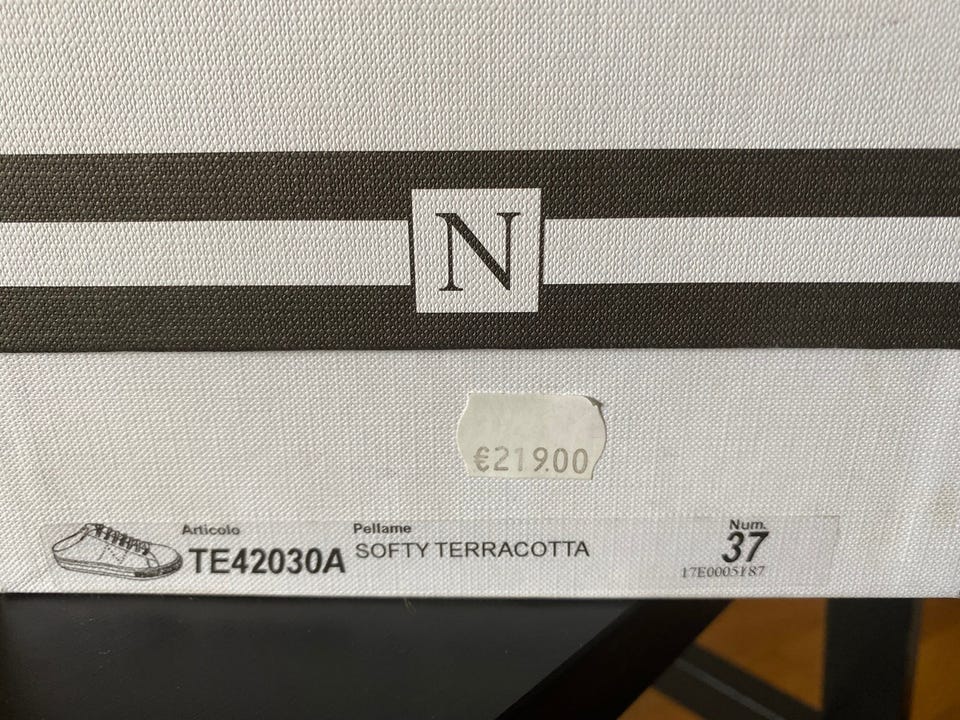 N
€219.00
Articolo Pellame Num.
TE42030A SOFTY TERRACOTTA 37
17E0005187